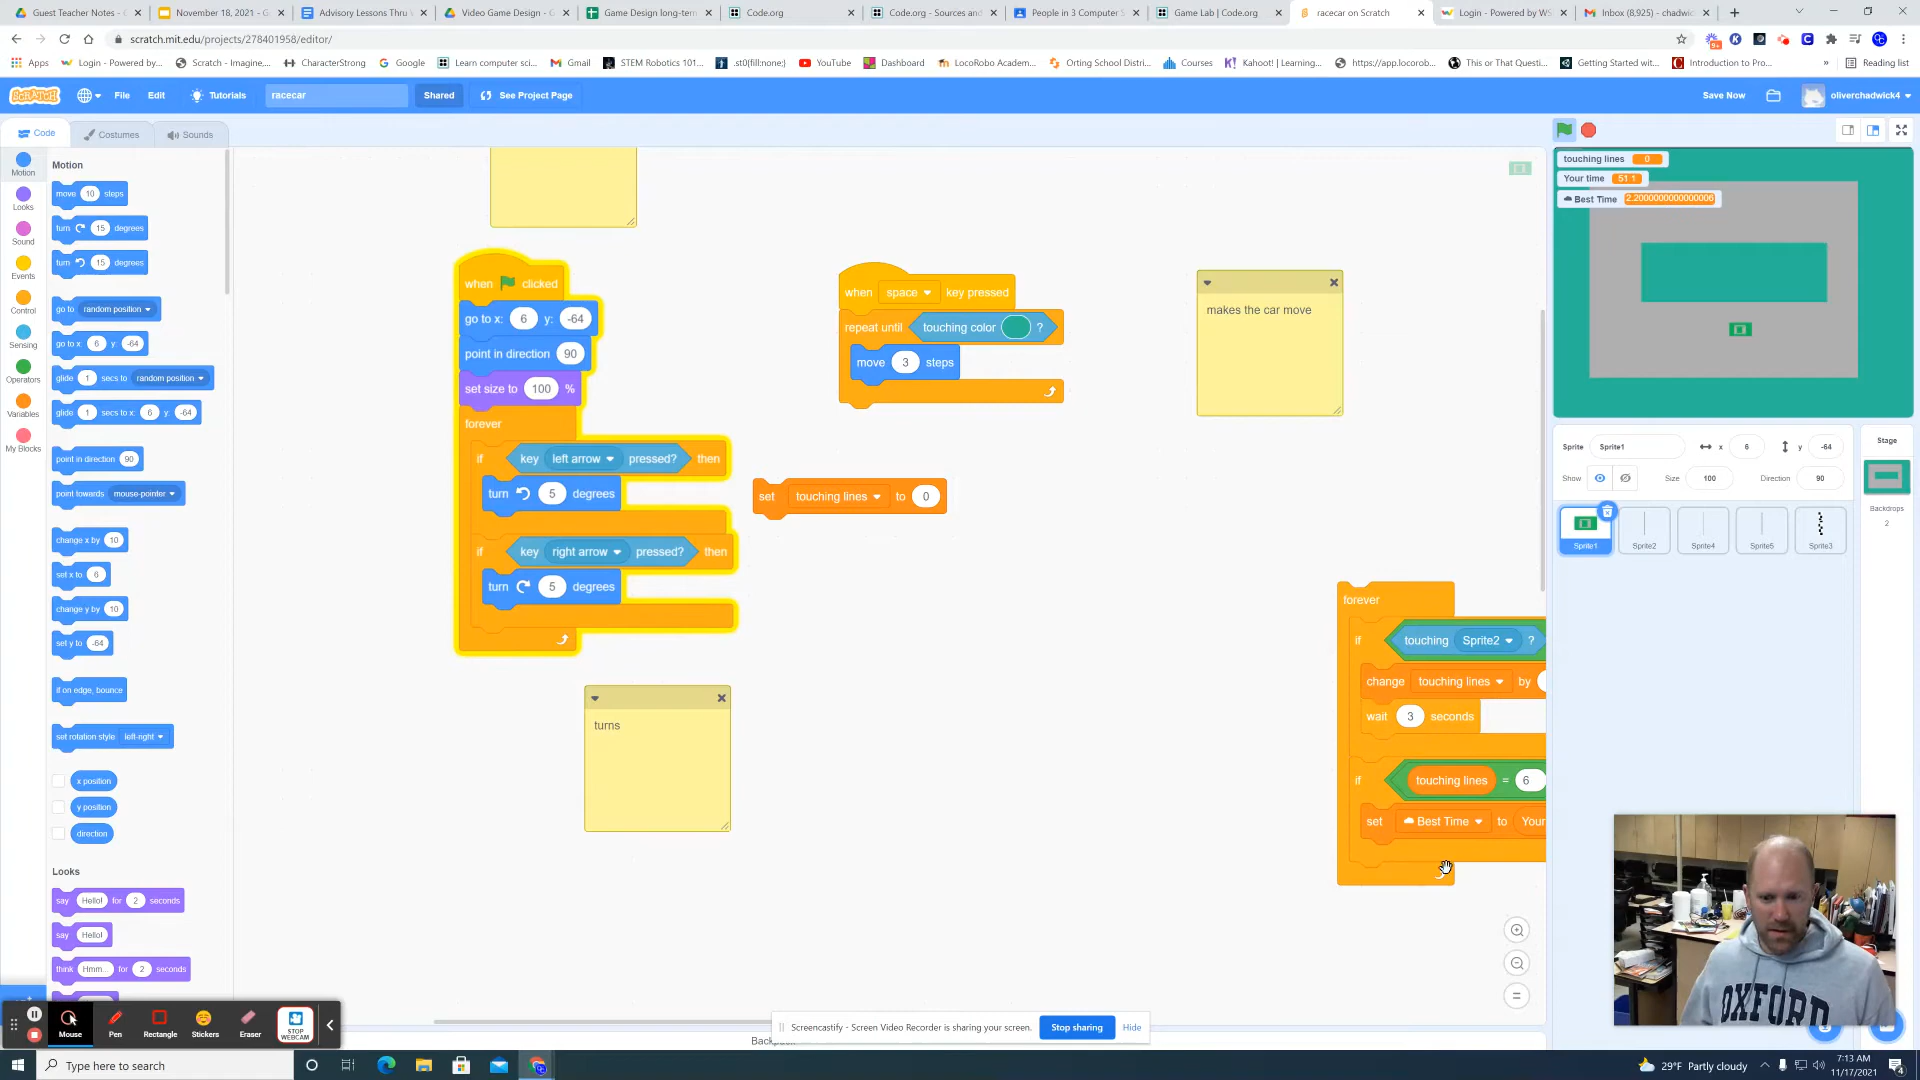 Guest Teacher Notes
November 18, 2021 - G
Advisory Lessons Thru
Video Game Design - G
Game Design long-term
Code.org
Code.org - Sources and
People in 3 Computer S
Game Lab | Code.org
racecar on Scratch
Login - Powered by WS
Inbox (8,925) - chadwic
scratch.mit.edu/projects/278401958/editor/
Apps
Login - Powered by...
Scratch - Imagine,...
CharacterStrong
Google
Learn computer sci...
Gmail
STEM Robotics 101...
.st0{fill:none;}
YouTube
Dashboard
LocoRobo Academ...
Orting School Distri...
Courses
Kahoot! | Learning...
https://app.locorob...
This or That Questi...
Getting Started wit...
Introduction to Pro...
»
Reading list
SCRATCH
File
Edit
Tutorials
racecar
Shared
See Project Page
Save Now
oliverchadwick4
Code
Costumes
Sounds
Motion
Looks
Sound
Events
Control
Sensing
Operators
Variables
My Blocks
Motion
move 10 steps
turn 15 degrees
turn 15 degrees
go to random position
go to x: 6 y: -64
glide 1 secs to random position
glide 1 secs to x: 6 y: -64
point in direction 90
point towards mouse-pointer
change x by 10
set x to 6
change y by 10
set y to -64
if on edge, bounce
set rotation style left-right
x position
y position
direction
Looks
say Hello! for 2 seconds
say Hello!
think Hmm... for 2 seconds
when clicked
go to x: 6 y: -64
point in direction 90
set size to 100 %
forever
if key left arrow pressed? then
turn 5 degrees
if key right arrow pressed? then
turn 5 degrees
turns
when space key pressed
repeat until touching color ?
move 3 steps
set touching lines to 0
makes the car move
forever
if touching Sprite2 ?
change touching lines by
wait 3 seconds
if touching lines = 6
set Best Time to Your
touching lines 0
Your time 51.1
Best Time 2.2000000000000006
Sprite Sprite1 x 6 y -64
Show Size 100 Direction 90
Sprite1
Sprite2
Sprite4
Sprite5
Sprite3
Stage
Backdrops
2
OXFORD
Mouse
Pen
Rectangle
Stickers
Eraser
STOP WEBCAM
Screencastify - Screen Video Recorder is sharing your screen.
Stop sharing
Hide
Type here to search
29°F Partly cloudy
7:13 AM
11/17/2021
4